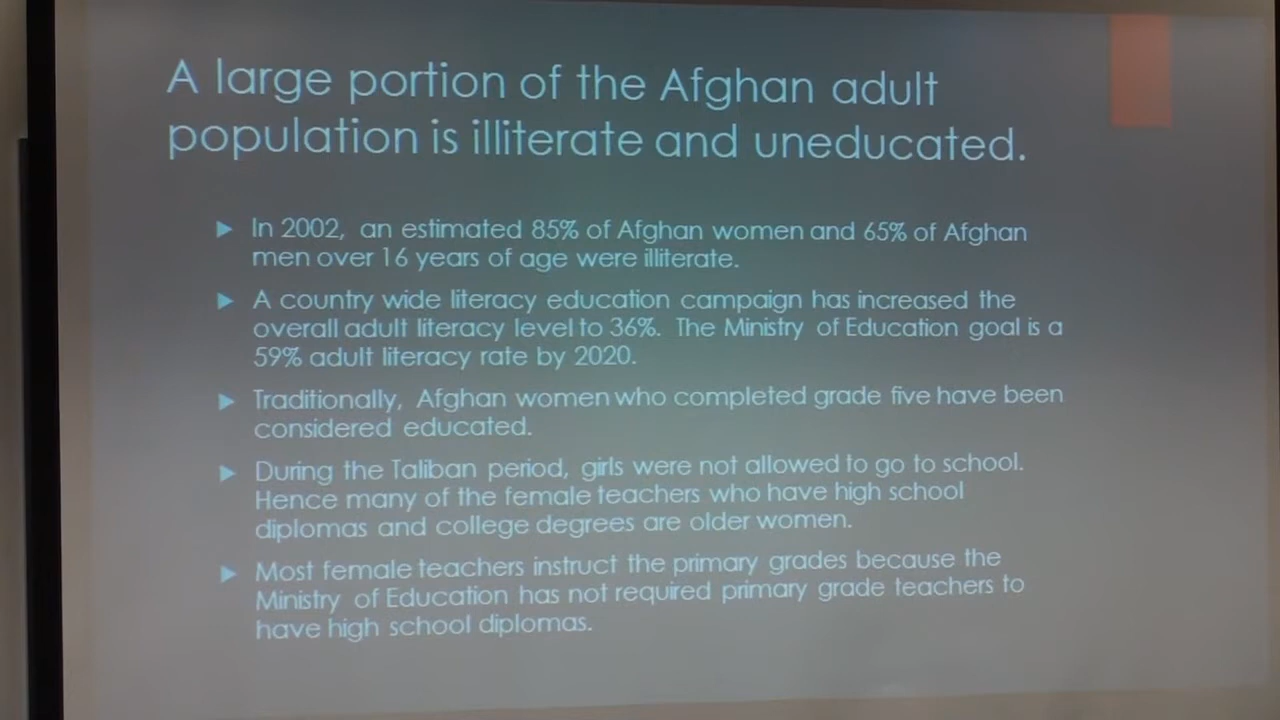 A large portion of the Afghan adult
population is illiterate and uneducated.
In 2002, an estimated 85% of Afghan women and 65% of Afghan
men over 16 years of age were illiterate.
A country wide literacy education campaign has increased the
overall adult literacy level to 36%. The Ministry of Education goal is a
59% adult literacy rate by 2020.
Traditionally, Afghan women who completed grade five have been
considered educated.
During the Taliban period, girls were not allowed to go to school.
Hence many of the female teachers who have high school
diplomas and college degrees are older women.
Most female teachers instruct the primary grades because the
Ministry of Education has not required primary grade teachers to
have high school diplomas.